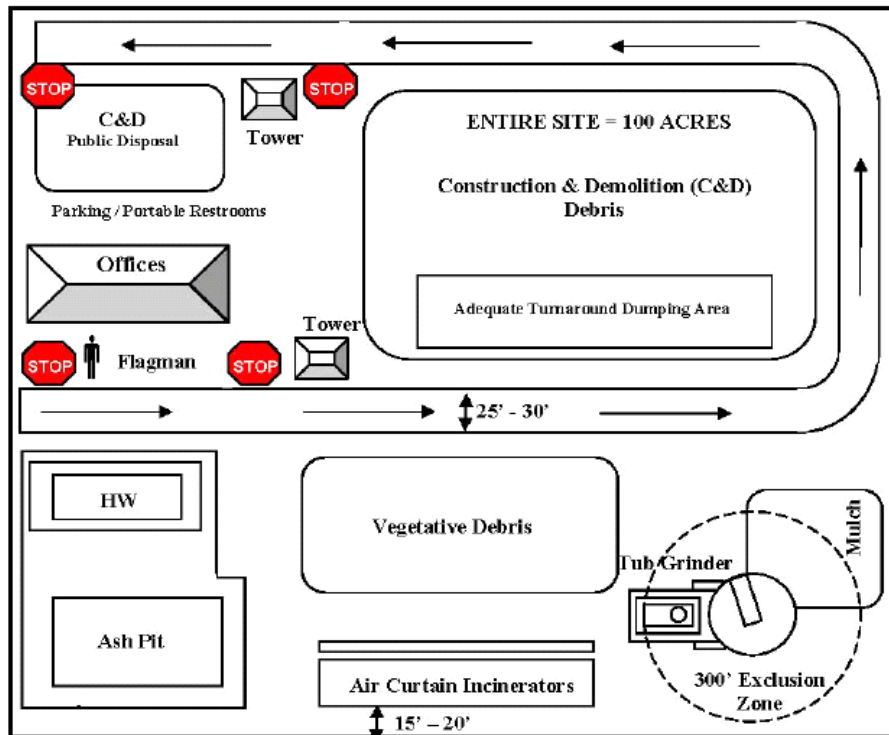 STOP
STOP
C&D
Public Disposal
Tower
ENTIRE SITE = 100 ACRES
Construction & Demolition (C&D)
Debris
Parking / Portable Restrooms
Offices
Adequate Turnaround Dumping Area
Tower
STOP
Flagman
STOP
25' - 30'
HW
Vegetative Debris
Mulch
Tub Grinder
Ash Pit
Air Curtain Incinerators
300' Exclusion
Zone
15' – 20'